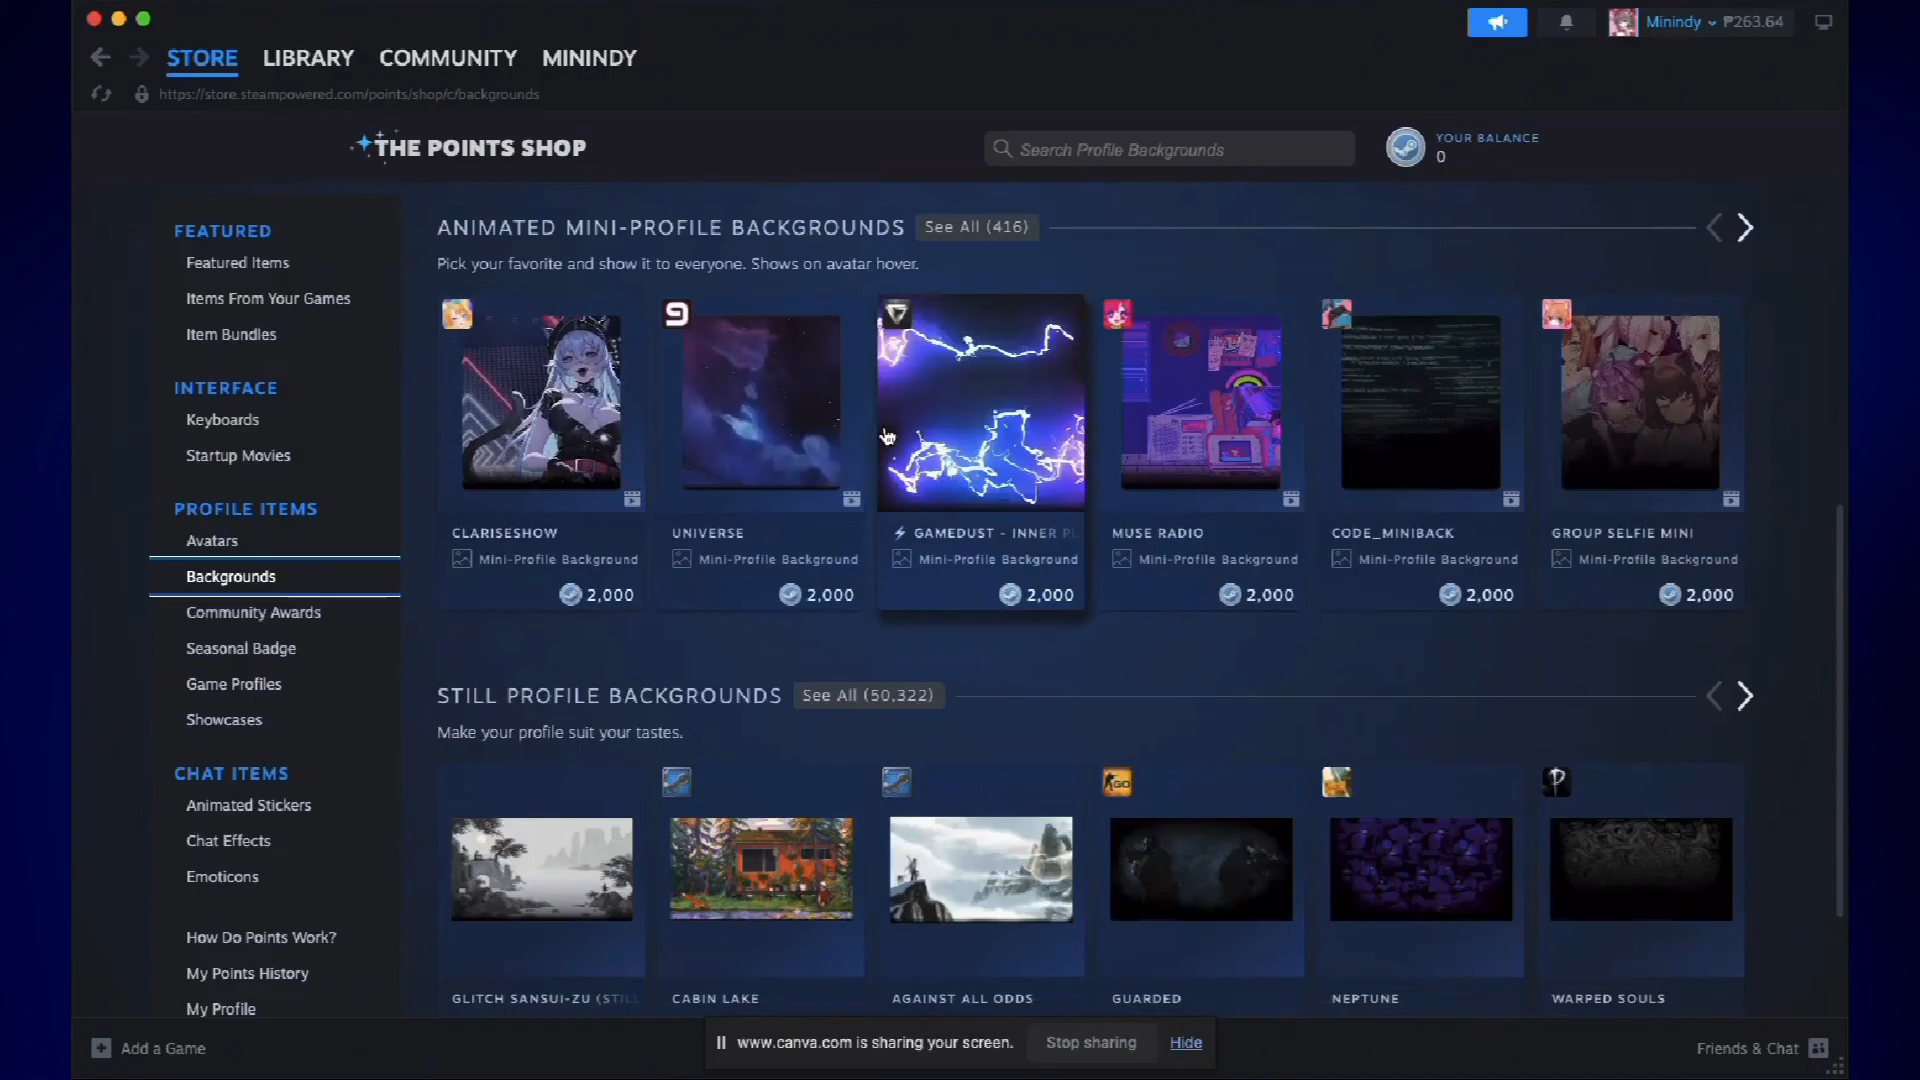 Minindy ₱263.64
STORE LIBRARY COMMUNITY MININDY
https://store.steampowered.com/points/shop/c/backgrounds
THE POINTS SHOP
Search Profile Backgrounds
YOUR BALANCE
0
FEATURED
Featured Items
Items From Your Games
Item Bundles
INTERFACE
Keyboards
Startup Movies
PROFILE ITEMS
Avatars
Backgrounds
Community Awards
Seasonal Badge
Game Profiles
Showcases
CHAT ITEMS
Animated Stickers
Chat Effects
Emoticons
How Do Points Work?
My Points History
My Profile
ANIMATED MINI-PROFILE BACKGROUNDS See All (416)
Pick your favorite and show it to everyone. Shows on avatar hover.
CLARISESHOW
Mini-Profile Background
2,000
UNIVERSE
Mini-Profile Background
2,000
GAMEDUST - INNER
Mini-Profile Background
2,000
MUSE RADIO
Mini-Profile Background
2,000
CODE_MINIBACK
Mini-Profile Background
2,000
GROUP SELFIE MINI
Mini-Profile Background
2,000
STILL PROFILE BACKGROUNDS See All (50,322)
Make your profile suit your tastes.
GO
GLITCH SANSUI-ZU (STILL
CABIN LAKE
AGAINST ALL ODDS
GUARDED
NEPTUNE
WARPED SOULS
Add a Game
www.canva.com is sharing your screen. Stop sharing Hide
Friends & Chat